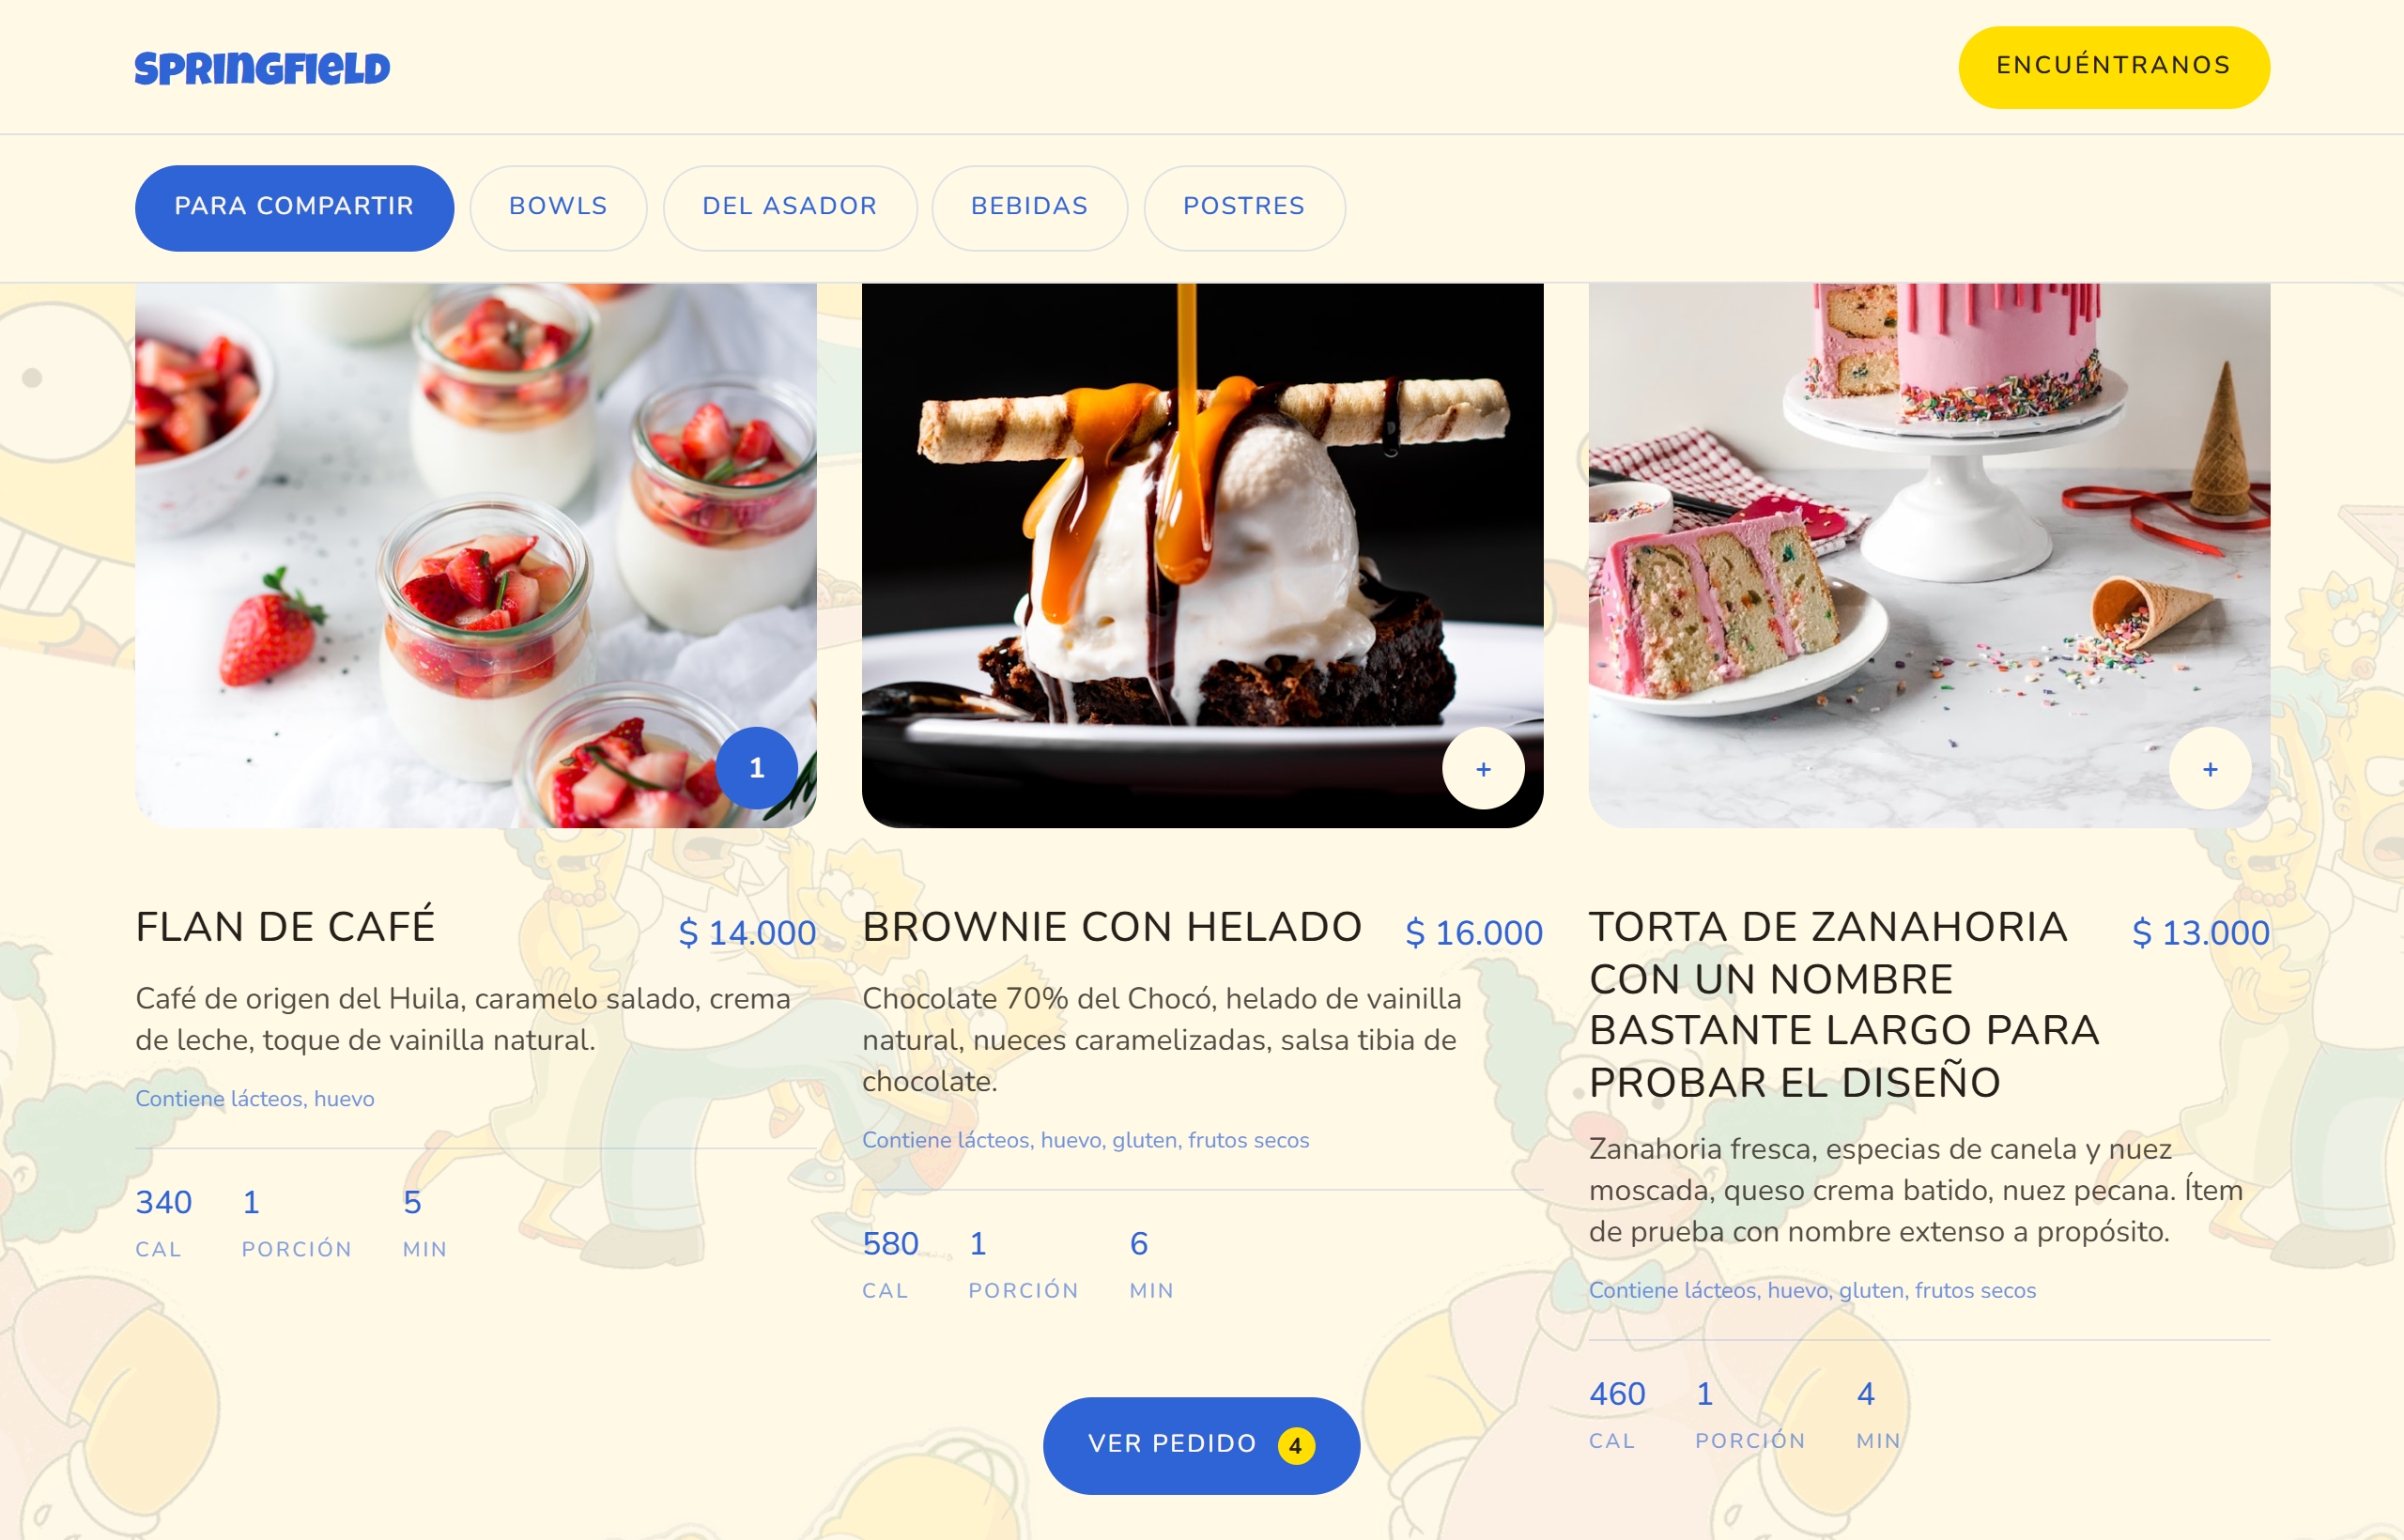 SPRINGFIELD
ENCUÉNTRANOS
PARA COMPARTIR
BOWLS
DEL ASADOR
BEBIDAS
POSTRES
1
+
+
FLAN DE CAFÉ
$ 14.000
Café de origen del Huila, caramelo salado, crema
de leche, toque de vainilla natural.
Contiene lácteos, huevo
340
1
5
CAL
PORCIÓN
MIN
BROWNIE CON HELADO
$ 16.000
Chocolate 70% del Chocó, helado de vainilla
natural, nueces caramelizadas, salsa tibia de
chocolate.
Contiene lácteos, huevo, gluten, frutos secos
580
1
6
CAL
PORCIÓN
MIN
TORTA DE ZANAHORIA
CON UN NOMBRE
BASTANTE LARGO PARA
PROBAR EL DISEÑO
$ 13.000
Zanahoria fresca, especias de canela y nuez
moscada, queso crema batido, nuez pecana. Ítem
de prueba con nombre extenso a propósito.
Contiene lácteos, huevo, gluten, frutos secos
460
1
4
CAL
PORCIÓN
MIN
VER PEDIDO 4